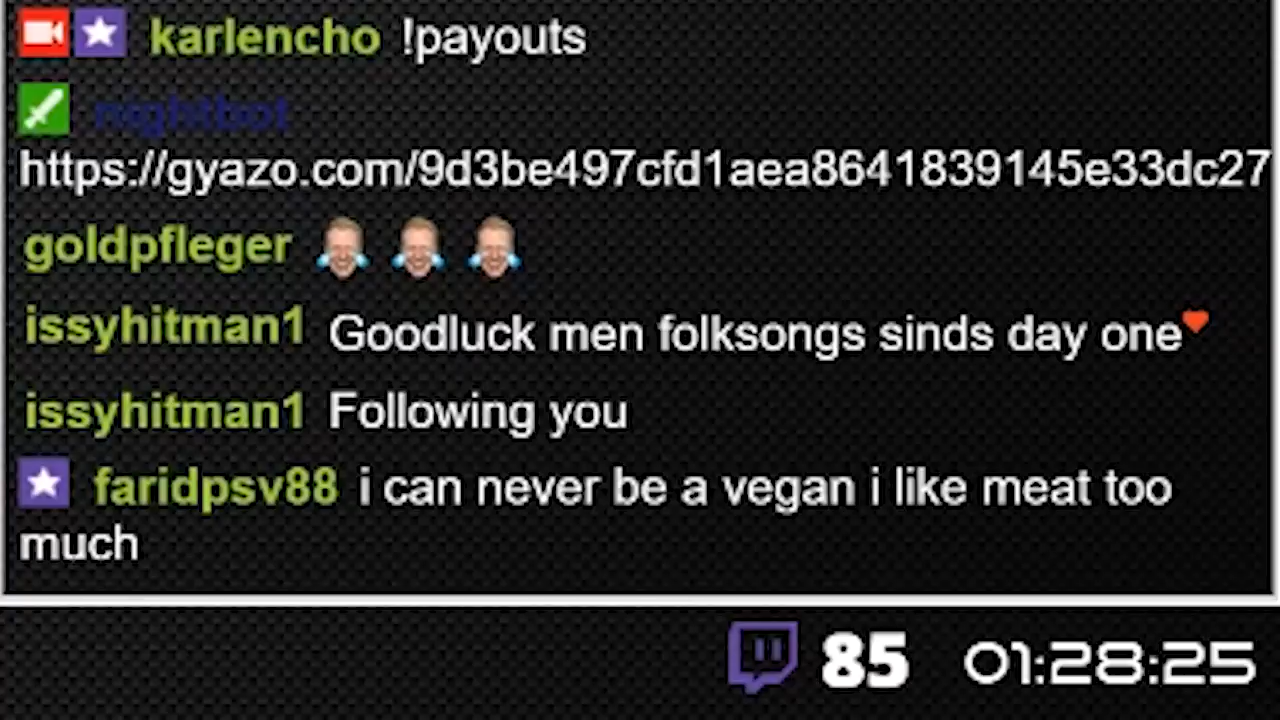 karlencho !payouts
nightbot
https://gyazo.com/9d3be497cfd1aea8641839145e33dc27
goldpfleger
issyhitman1 Goodluck men folksongs sinds day one
issyhitman1 Following you
faridpsv88 i can never be a vegan i like meat too
much
85 01:28:25